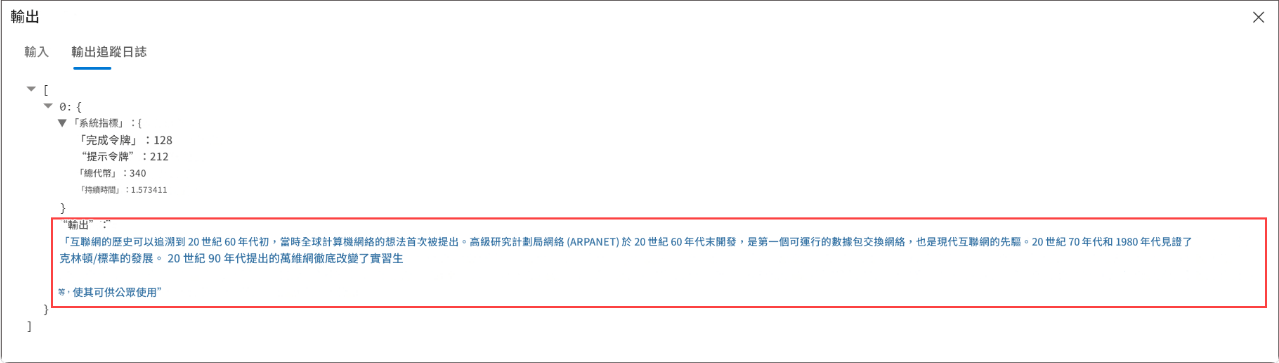 輸出
輸入 輸出追蹤日誌
[
0: {
「系統指標」：{
「完成令牌」：128
“提示令牌” ：212
「總代幣」：340
「持續時間」：1.573411
}
“輸出” :”
「互聯網的歷史可以追溯到 20 世紀 60 年代初，當時全球計算機網絡的想法首次被提出。高級研究計劃局網絡 (ARPANET) 於 20 世紀 60 年代末開發，是第一個可運行的數據包交換網絡，也是現代互聯網的先驅。20 世紀 70 年代和 1980 年代見證了
克林頓/標準的發展。 20 世紀 90 年代提出的萬維網徹底改變了實習生
等，使其可供公眾使用”
}
]